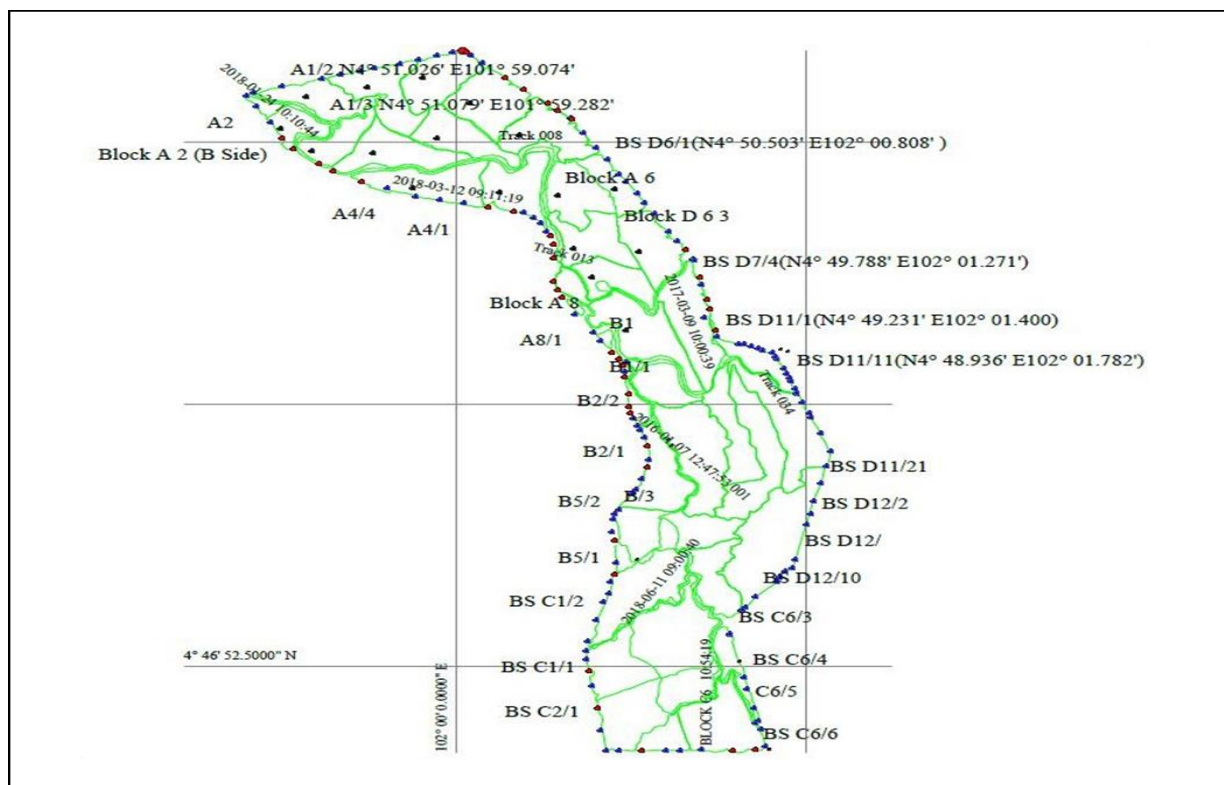 A1/2 N4° 51.026' E101° 59.074'
2018-01-24 10:10:44
A1/3 N4° 51.079' E101° 59.282'
A2
Track 008
BS D6/1(N4° 50.503' E102° 00.808' )
Block A 2 (B Side)
Block A 6
2018-03-12 09:11:19
A4/4
Block D 6 3
A4/1
Track 013
BS D7/4(N4° 49.788' E102° 01.271')
2017-03-09 10:00:39
Block A 8
B1
BS D11/1(N4° 49.231' E102° 01.400)
A8/1
BS D11/11(N4° 48.936' E102° 01.782')
B1/1
Track 034
B2/2
2016-01-07 12:47:53 001
B2/1
BS D11/21
B/3
B5/2
BS D12/2
BS D12/
B5/1
2018-06-11 09:00:40
BS D12/10
BS C1/2
BS C6/3
4° 46' 52.5000" N
102° 00' 0.0000" E
BS C1/1
BLOCK C6 10:54:19
BS C6/4
C6/5
BS C2/1
BS C6/6